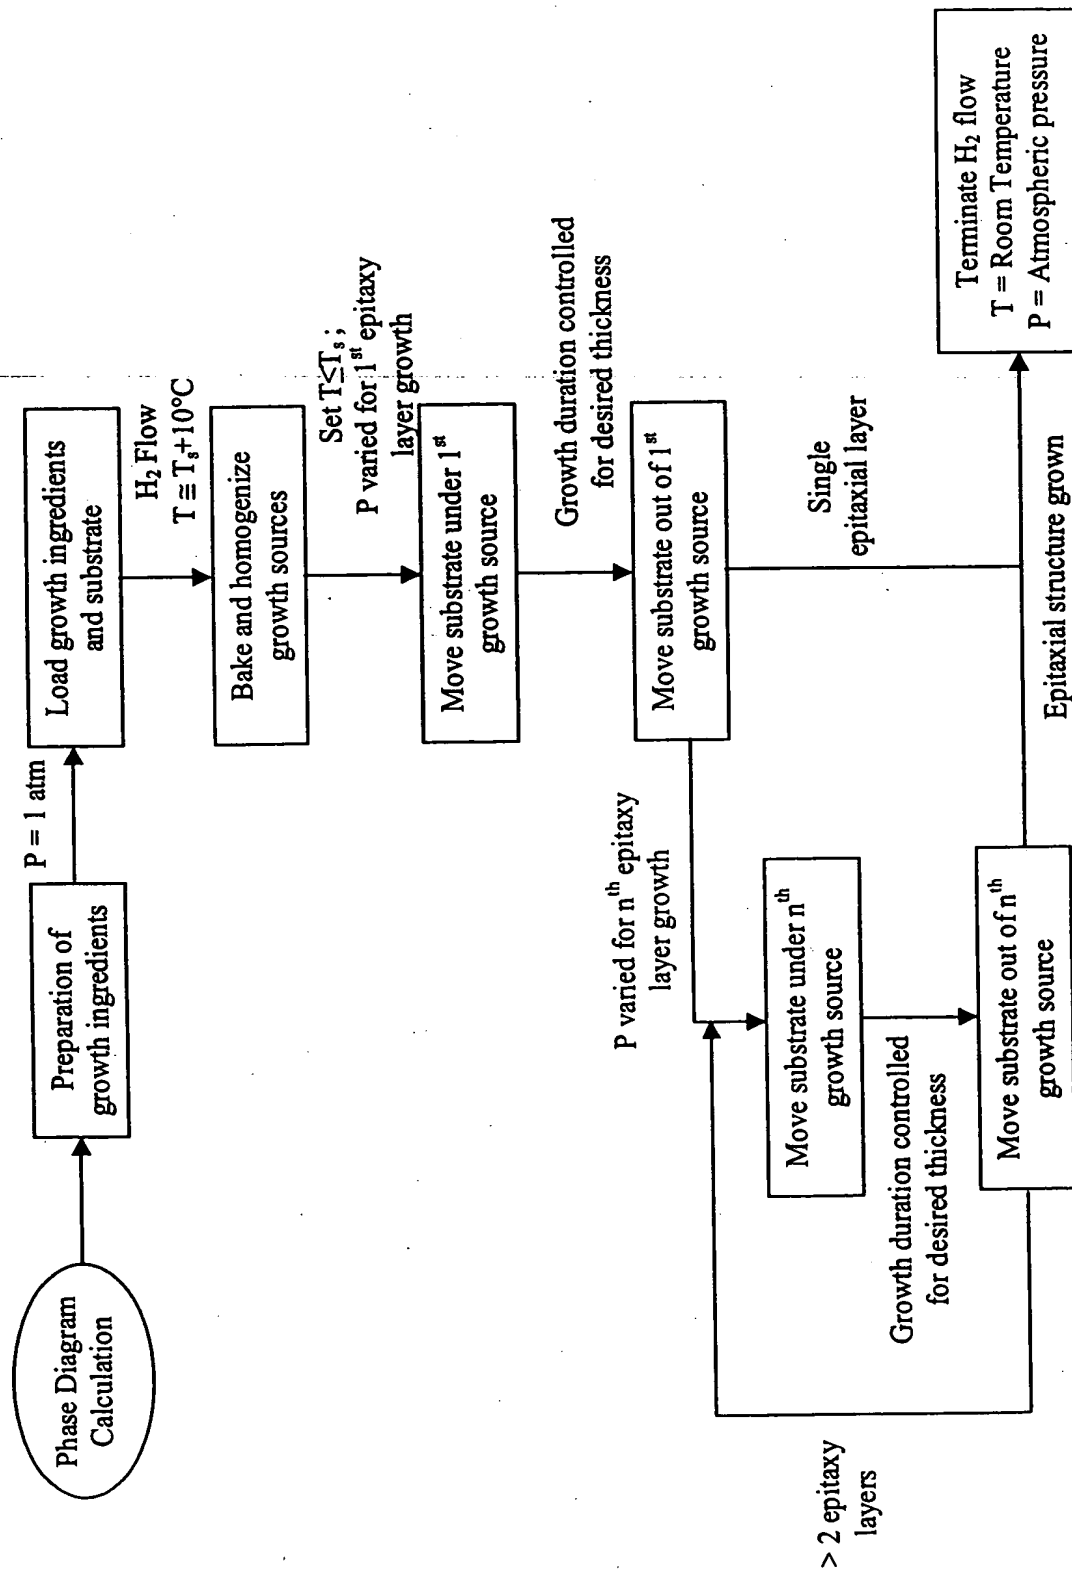 Phase Diagram
Calculation
Preparation of
growth ingredients
P = 1 atm
Load growth ingredients
and substrate
H₂ Flow
T ≅ Tₛ+10°C
Bake and homogenize
growth sources
Set T≤Tₛ ;
P varied for 1ˢᵗ epitaxy
layer growth
Move substrate under 1ˢᵗ
growth source
Growth duration controlled
for desired thickness
Move substrate out of 1ˢᵗ
growth source
Single
epitaxial layer
P varied for nᵗʰ epitaxy
layer growth
Move substrate under nᵗʰ
growth source
Growth duration controlled
for desired thickness
Move substrate out of nᵗʰ
growth source
> 2 epitaxy
layers
Epitaxial structure grown
Terminate H₂ flow
T = Room Temperature
P = Atmospheric pressure